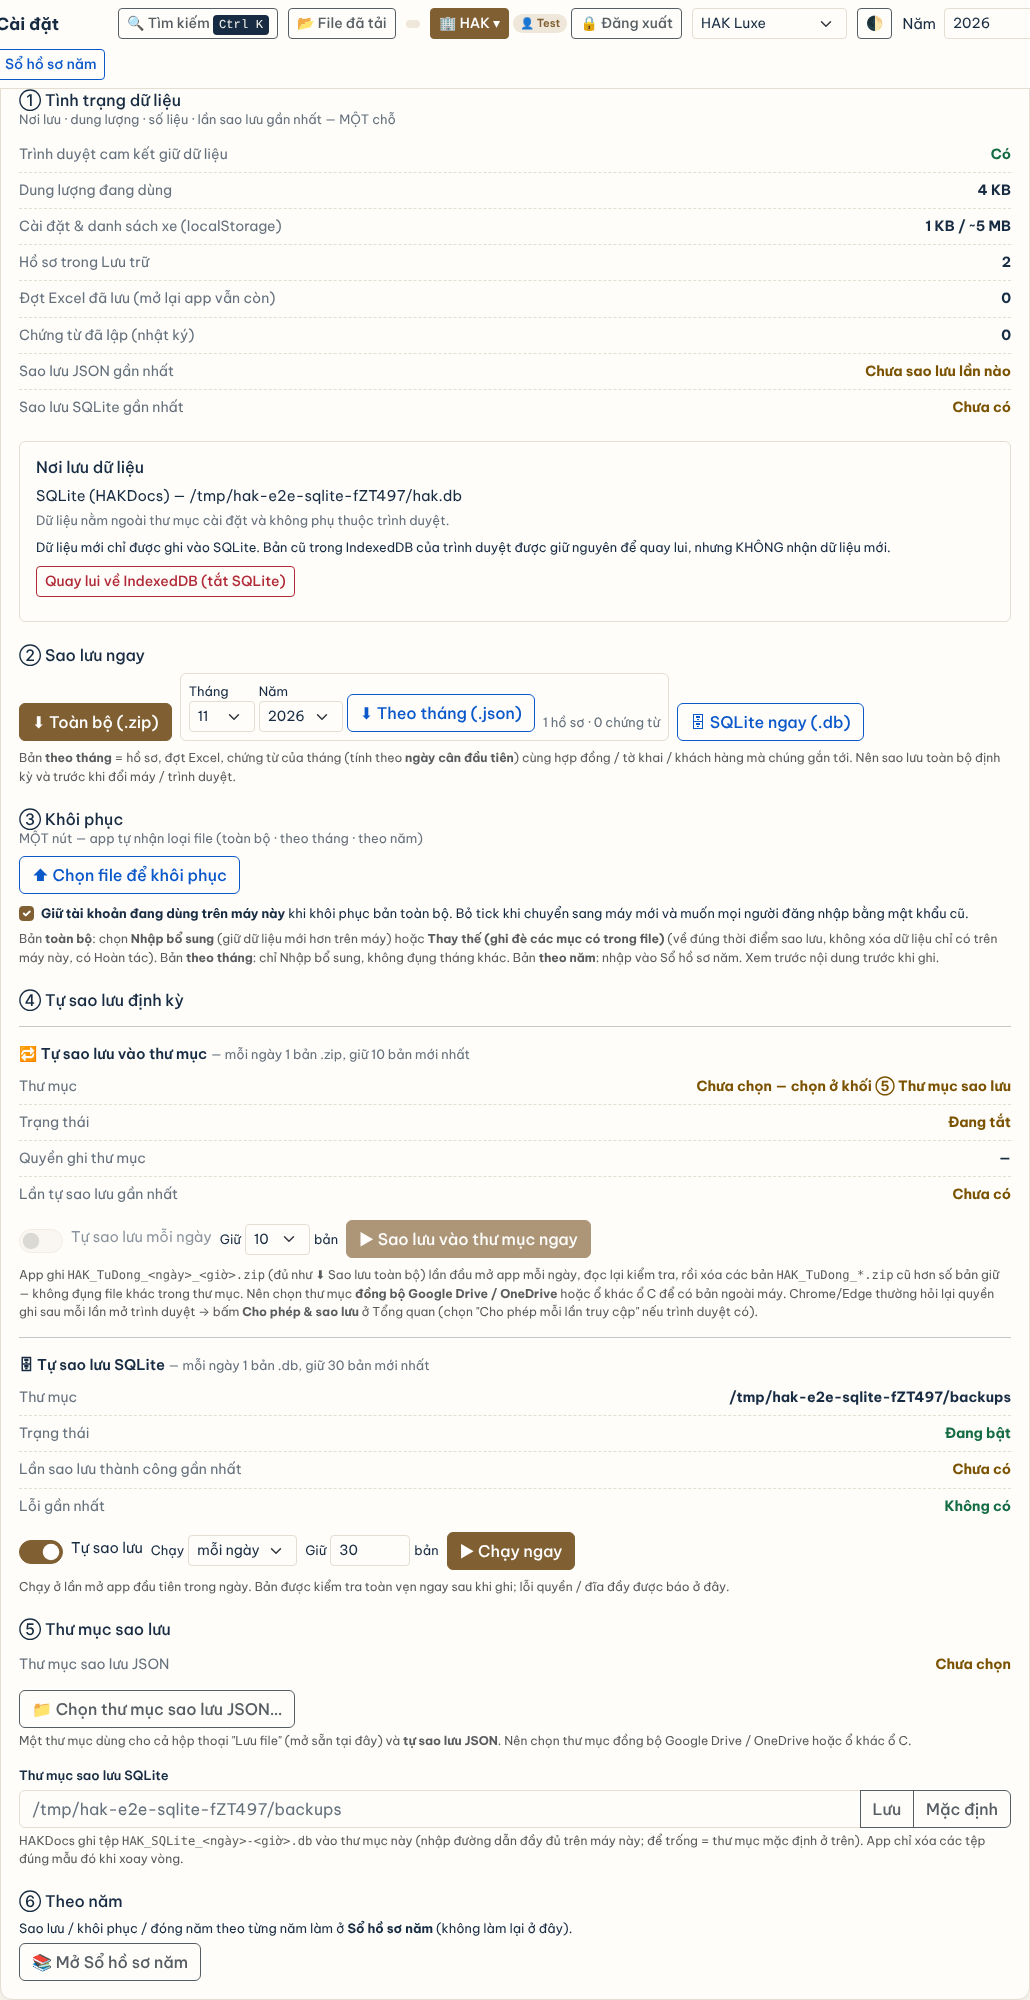 Cài đặt
🔍 Tìm kiếm Ctrl K
📂 File đã tải
🏢 HAK ▾
👤 Test
🔒 Đăng xuất
HAK Luxe
🌗
Năm 2026
Sổ hồ sơ năm
① Tình trạng dữ liệu
Nơi lưu · dung lượng · số liệu · lần sao lưu gần nhất — MỘT chỗ
Trình duyệt cam kết giữ dữ liệu Có
Dung lượng đang dùng 4 KB
Cài đặt & danh sách xe (localStorage) 1 KB / ~5 MB
Hồ sơ trong Lưu trữ 2
Đợt Excel đã lưu (mở lại app vẫn còn) 0
Chứng từ đã lập (nhật ký) 0
Sao lưu JSON gần nhất Chưa sao lưu lần nào
Sao lưu SQLite gần nhất Chưa có
Nơi lưu dữ liệu
SQLite (HAKDocs) — /tmp/hak-e2e-sqlite-fZT497/hak.db
Dữ liệu nằm ngoài thư mục cài đặt và không phụ thuộc trình duyệt.
Dữ liệu mới chỉ được ghi vào SQLite. Bản cũ trong IndexedDB của trình duyệt được giữ nguyên để quay lui, nhưng KHÔNG nhận dữ liệu mới.
Quay lui về IndexedDB (tắt SQLite)
② Sao lưu ngay
⬇ Toàn bộ (.zip)
Tháng Năm
11 2026 ⬇ Theo tháng (.json) 1 hồ sơ · 0 chứng từ
🗄 SQLite ngay (.db)
Bản theo tháng = hồ sơ, đợt Excel, chứng từ của tháng (tính theo ngày cân đầu tiên) cùng hợp đồng / tờ khai / khách hàng mà chúng gắn tới. Nên sao lưu toàn bộ định
kỳ và trước khi đổi máy / trình duyệt.
③ Khôi phục
MỘT nút — app tự nhận loại file (toàn bộ · theo tháng · theo năm)
⬆ Chọn file để khôi phục
Giữ tài khoản đang dùng trên máy này khi khôi phục bản toàn bộ. Bỏ tick khi chuyển sang máy mới và muốn mọi người đăng nhập bằng mật khẩu cũ.
Bản toàn bộ: chọn Nhập bổ sung (giữ dữ liệu mới hơn trên máy) hoặc Thay thế (ghi đè các mục có trong file) (về đúng thời điểm sao lưu, không xóa dữ liệu chỉ có trên
máy này, có Hoàn tác). Bản theo tháng: chỉ Nhập bổ sung, không đụng tháng khác. Bản theo năm: nhập vào Sổ hồ sơ năm. Xem trước nội dung trước khi ghi.
④ Tự sao lưu định kỳ
🔁 Tự sao lưu vào thư mục — mỗi ngày 1 bản .zip, giữ 10 bản mới nhất
Thư mục Chưa chọn — chọn ở khối ⑤ Thư mục sao lưu
Trạng thái Đang tắt
Quyền ghi thư mục —
Lần tự sao lưu gần nhất Chưa có
Tự sao lưu mỗi ngày Giữ 10 bản ▶ Sao lưu vào thư mục ngay
App ghi HAK_TuDong_<ngày>_<giờ>.zip (đủ như ⬇ Sao lưu toàn bộ) lần đầu mở app mỗi ngày, đọc lại kiểm tra, rồi xóa các bản HAK_TuDong_*.zip cũ hơn số bản giữ
— không đụng file khác trong thư mục. Nên chọn thư mục đồng bộ Google Drive / OneDrive hoặc ổ khác ổ C để có bản ngoài máy. Chrome/Edge thường hỏi lại quyền
ghi sau mỗi lần mở trình duyệt → bấm Cho phép & sao lưu ở Tổng quan (chọn "Cho phép mỗi lần truy cập" nếu trình duyệt có).
🗄 Tự sao lưu SQLite — mỗi ngày 1 bản .db, giữ 30 bản mới nhất
Thư mục /tmp/hak-e2e-sqlite-fZT497/backups
Trạng thái Đang bật
Lần sao lưu thành công gần nhất Chưa có
Lỗi gần nhất Không có
Tự sao lưu Chạy mỗi ngày Giữ 30 bản ▶ Chạy ngay
Chạy ở lần mở app đầu tiên trong ngày. Bản được kiểm tra toàn vẹn ngay sau khi ghi; lỗi quyền / đĩa đầy được báo ở đây.
⑤ Thư mục sao lưu
Thư mục sao lưu JSON Chưa chọn
📁 Chọn thư mục sao lưu JSON...
Một thư mục dùng cho cả hộp thoại "Lưu file" (mở sẵn tại đây) và tự sao lưu JSON. Nên chọn thư mục đồng bộ Google Drive / OneDrive hoặc ổ khác ổ C.
Thư mục sao lưu SQLite
/tmp/hak-e2e-sqlite-fZT497/backups Lưu Mặc định
HAKDocs ghi tệp HAK_SQLite_<ngày>-<giờ>.db vào thư mục này (nhập đường dẫn đầy đủ trên máy này; để trống = thư mục mặc định ở trên). App chỉ xóa các tệp
đúng mẫu đó khi xoay vòng.
⑥ Theo năm
Sao lưu / khôi phục / đóng năm theo từng năm làm ở Sổ hồ sơ năm (không làm lại ở đây).
📚 Mở Sổ hồ sơ năm